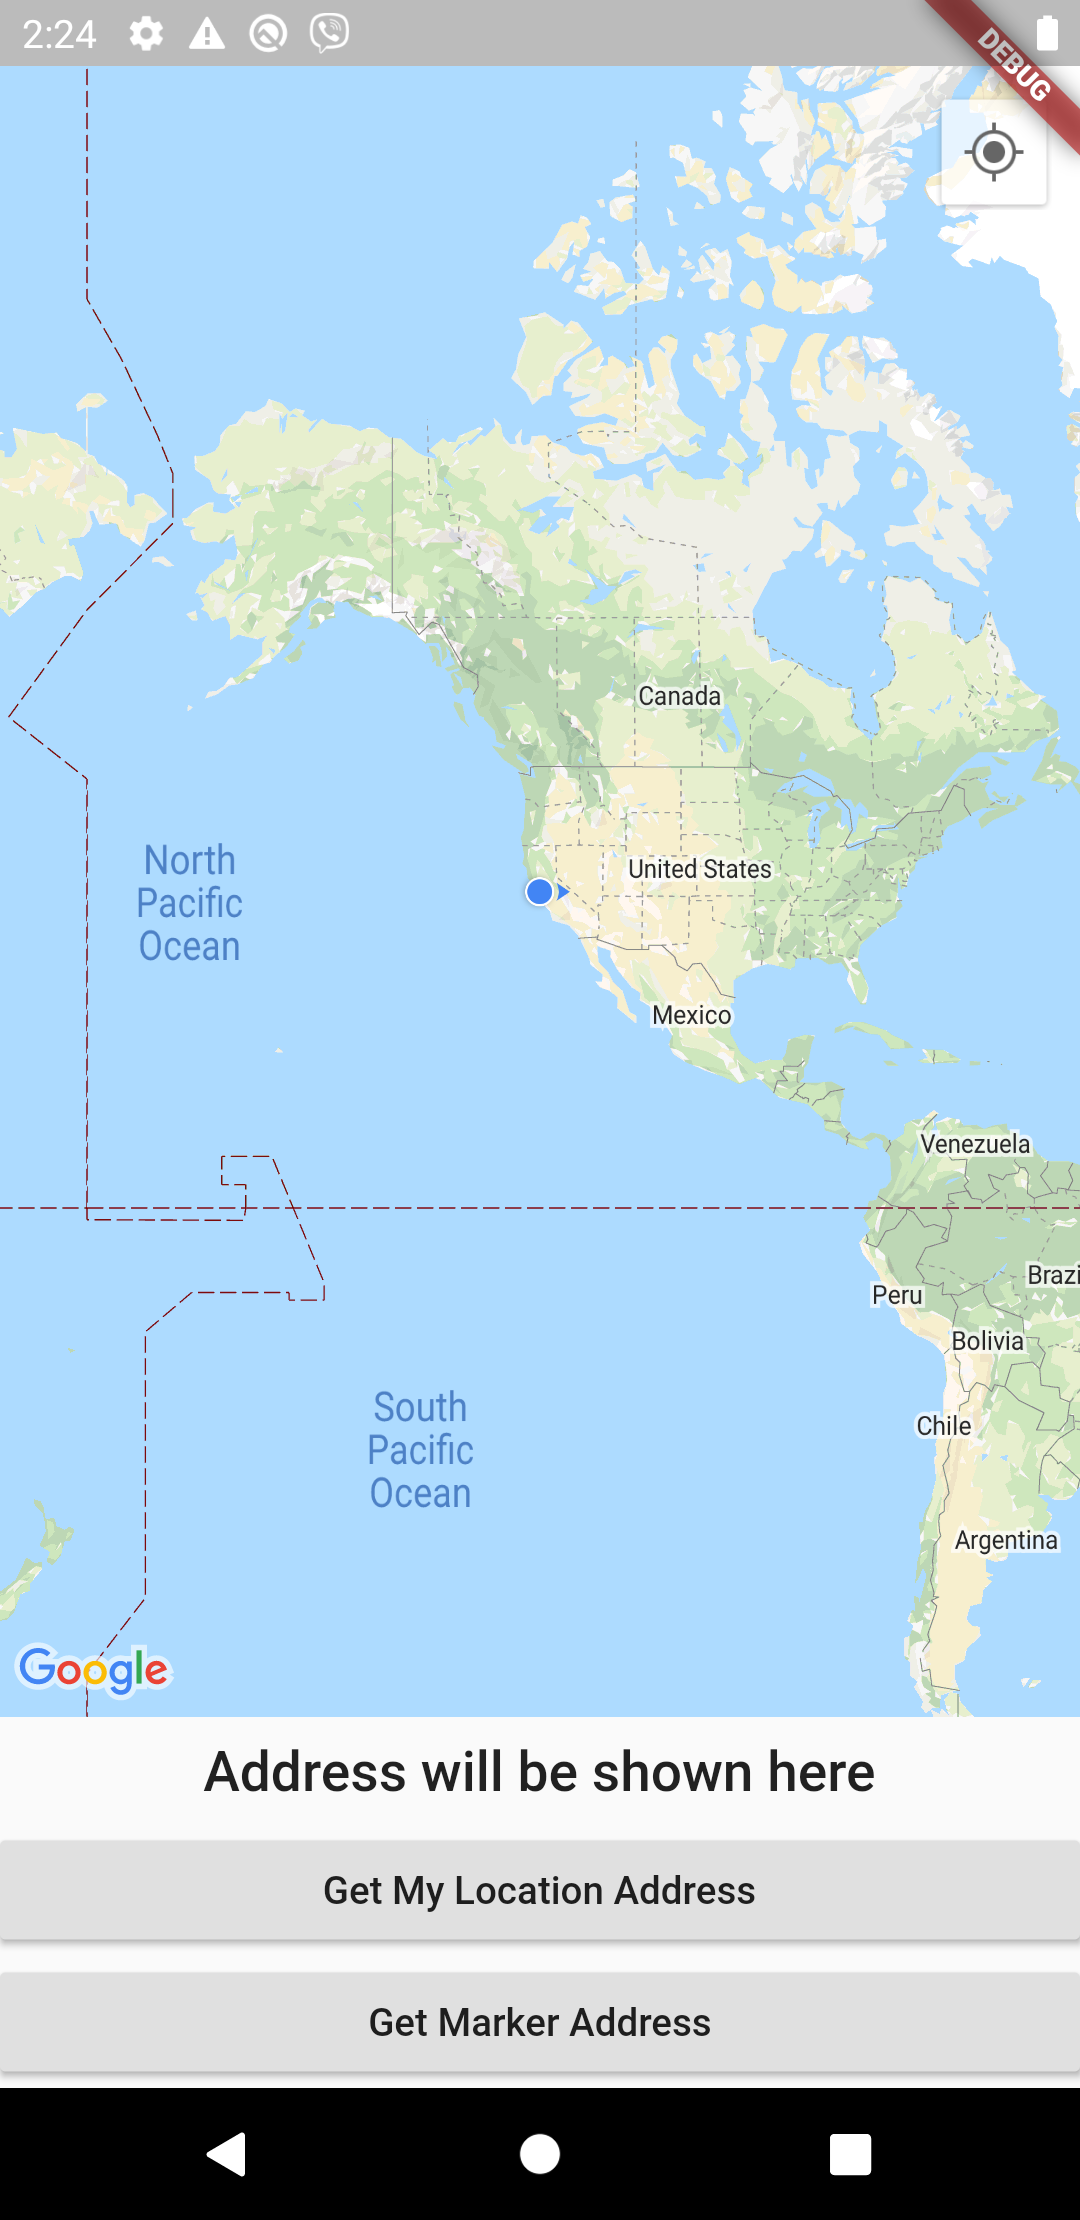 2:24
DEBUG
Canada
North
Pacific
Ocean
United States
Mexico
Venezuela
Brazi
Peru
Bolivia
South
Pacific
Ocean
Chile
Argentina
Google
Address will be shown here
Get My Location Address
Get Marker Address